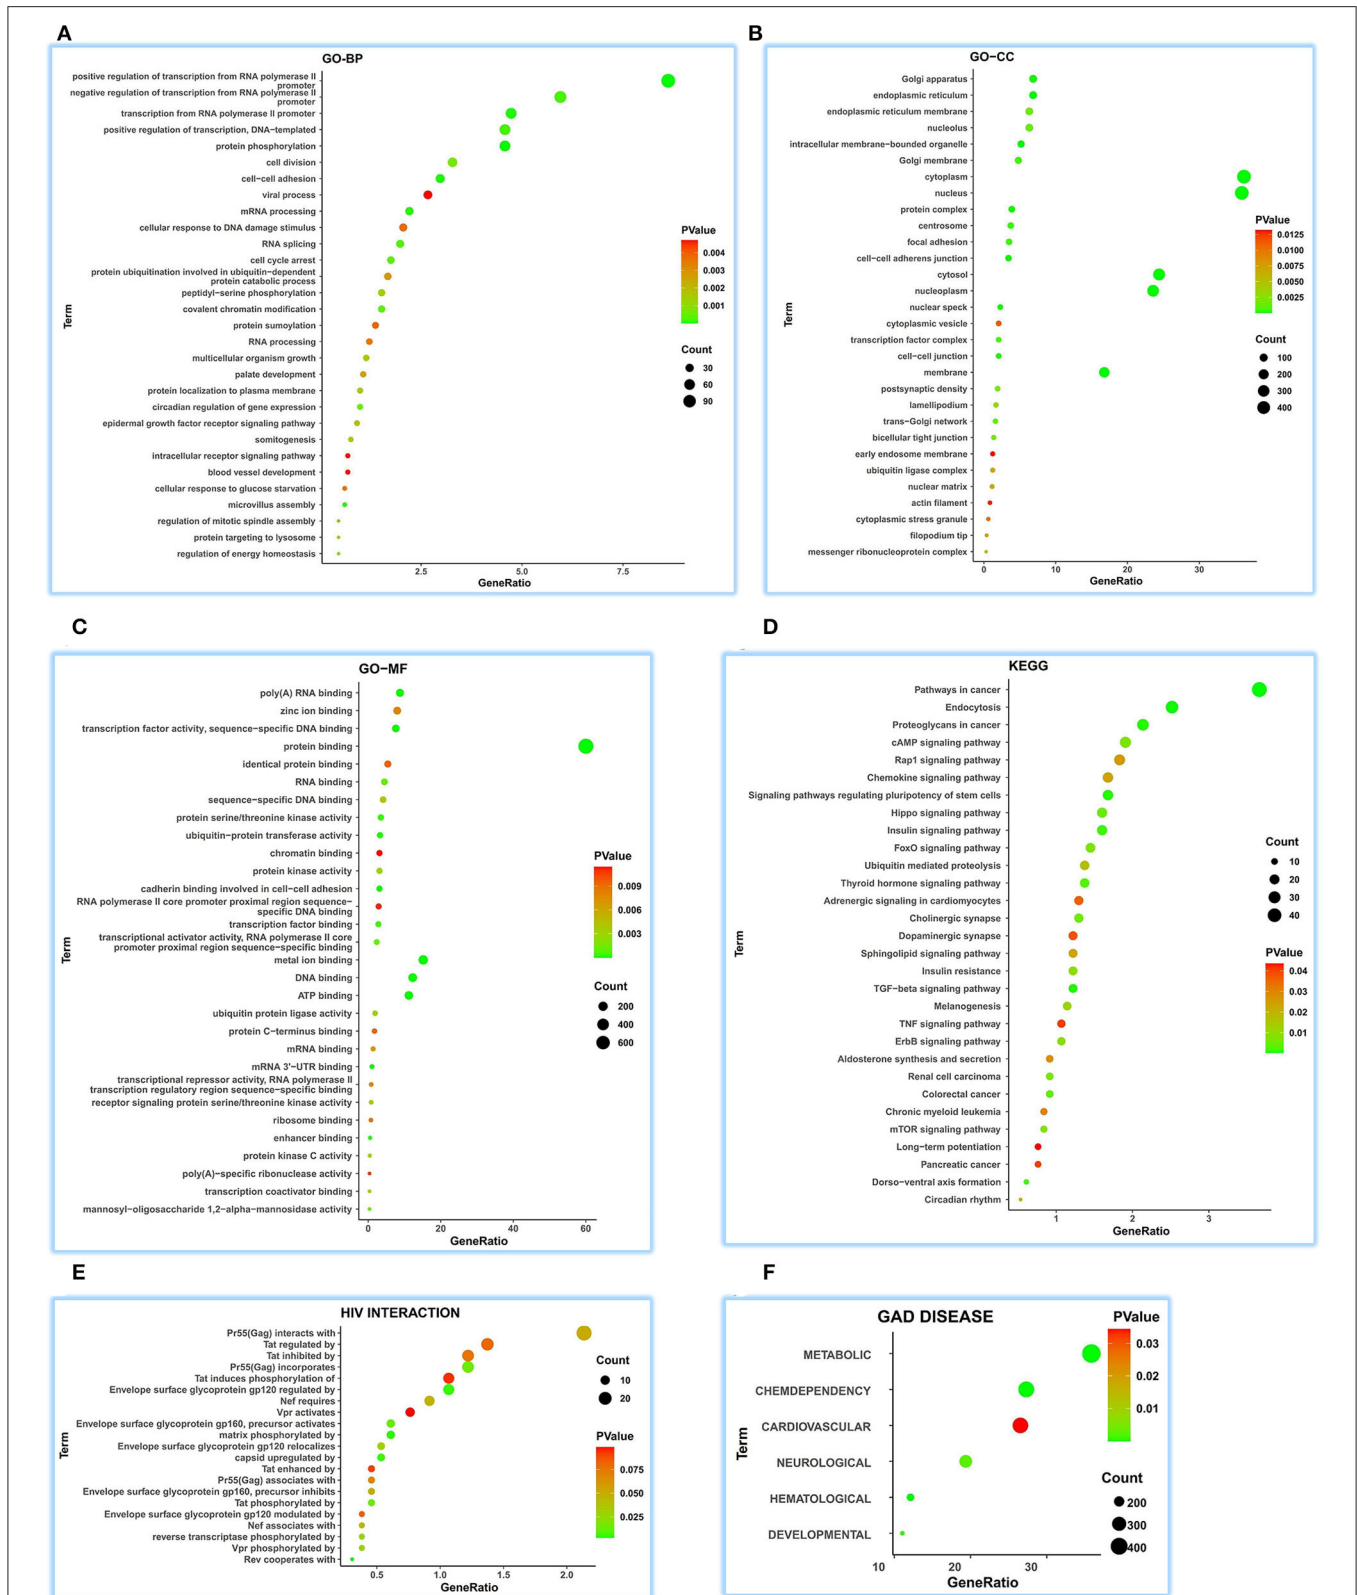 A
GO-BP
positive regulation of transcription from RNA polymerase II
promoter
negative regulation of transcription from RNA polymerase II
promoter
transcription from RNA polymerase II promoter
positive regulation of transcription, DNA−templated
protein phosphorylation
cell division
cell−cell adhesion
viral process
mRNA processing
cellular response to DNA damage stimulus
RNA splicing
cell cycle arrest
protein ubiquitination involved in ubiquitin−dependent
protein catabolic process
peptidyl−serine phosphorylation
covalent chromatin modification
protein sumoylation
RNA processing
multicellular organism growth
palate development
protein localization to plasma membrane
circadian regulation of gene expression
epidermal growth factor receptor signaling pathway
somitogenesis
intracellular receptor signaling pathway
blood vessel development
cellular response to glucose starvation
microvillus assembly
regulation of mitotic spindle assembly
protein targeting to lysosome
regulation of energy homeostasis
Term
2.5 5.0 7.5
GeneRatio
PValue
0.004
0.003
0.002
0.001
Count
30
60
90
B
GO−CC
Golgi apparatus
endoplasmic reticulum
endoplasmic reticulum membrane
nucleolus
intracellular membrane−bounded organelle
Golgi membrane
cytoplasm
nucleus
protein complex
centrosome
focal adhesion
cell−cell adherens junction
cytosol
nucleoplasm
nuclear speck
cytoplasmic vesicle
transcription factor complex
cell−cell junction
membrane
postsynaptic density
lamellipodium
trans−Golgi network
bicellular tight junction
early endosome membrane
ubiquitin ligase complex
nuclear matrix
actin filament
cytoplasmic stress granule
filopodium tip
messenger ribonucleoprotein complex
Term
0 10 20 30
GeneRatio
PValue
0.0125
0.0100
0.0075
0.0050
0.0025
Count
100
200
300
400
C
GO−MF
poly(A) RNA binding
zinc ion binding
transcription factor activity, sequence−specific DNA binding
protein binding
identical protein binding
RNA binding
sequence−specific DNA binding
protein serine/threonine kinase activity
ubiquitin−protein transferase activity
chromatin binding
protein kinase activity
cadherin binding involved in cell−cell adhesion
RNA polymerase II core promoter proximal region sequence−
specific DNA binding
transcription factor binding
transcriptional activator activity, RNA polymerase II core
promoter proximal region sequence−specific binding
metal ion binding
DNA binding
ATP binding
ubiquitin protein ligase activity
protein C−terminus binding
mRNA binding
mRNA 3'−UTR binding
transcriptional repressor activity, RNA polymerase II
transcription regulatory region sequence−specific binding
receptor signaling protein serine/threonine kinase activity
ribosome binding
enhancer binding
protein kinase C activity
poly(A)−specific ribonuclease activity
transcription coactivator binding
mannosyl−oligosaccharide 1,2−alpha−mannosidase activity
Term
0 20 40 60
GeneRatio
PValue
0.009
0.006
0.003
Count
200
400
600
D
KEGG
Pathways in cancer
Endocytosis
Proteoglycans in cancer
cAMP signaling pathway
Rap1 signaling pathway
Chemokine signaling pathway
Signaling pathways regulating pluripotency of stem cells
Hippo signaling pathway
Insulin signaling pathway
FoxO signaling pathway
Ubiquitin mediated proteolysis
Thyroid hormone signaling pathway
Adrenergic signaling in cardiomyocytes
Cholinergic synapse
Dopaminergic synapse
Sphingolipid signaling pathway
Insulin resistance
TGF−beta signaling pathway
Melanogenesis
TNF signaling pathway
ErbB signaling pathway
Aldosterone synthesis and secretion
Renal cell carcinoma
Colorectal cancer
Chronic myeloid leukemia
mTOR signaling pathway
Long−term potentiation
Pancreatic cancer
Dorso−ventral axis formation
Circadian rhythm
Term
1 2 3
GeneRatio
Count
10
20
30
40
PValue
0.04
0.03
0.02
0.01
E
HIV INTERACTION
Pr55(Gag) interacts with
Tat regulated by
Tat inhibited by
Pr55(Gag) incorporates
Tat induces phosphorylation of
Envelope surface glycoprotein gp120 regulated by
Nef requires
Vpr activates
Envelope surface glycoprotein gp160, precursor activates
matrix phosphorylated by
Envelope surface glycoprotein gp120 relocalizes
capsid upregulated by
Tat enhanced by
Pr55(Gag) associates with
Envelope surface glycoprotein gp160, precursor inhibits
Tat phosphorylated by
Envelope surface glycoprotein gp120 modulated by
Nef associates with
reverse transcriptase phosphorylated by
Vpr phosphorylated by
Rev cooperates with
Term
0.5 1.0 1.5 2.0
GeneRatio
Count
10
20
PValue
0.075
0.050
0.025
F
GAD DISEASE
METABOLIC
CHEMDEPENDENCY
CARDIOVASCULAR
NEUROLOGICAL
HEMATOLOGICAL
DEVELOPMENTAL
Term
10 20 30
GeneRatio
PValue
0.03
0.02
0.01
Count
200
300
400